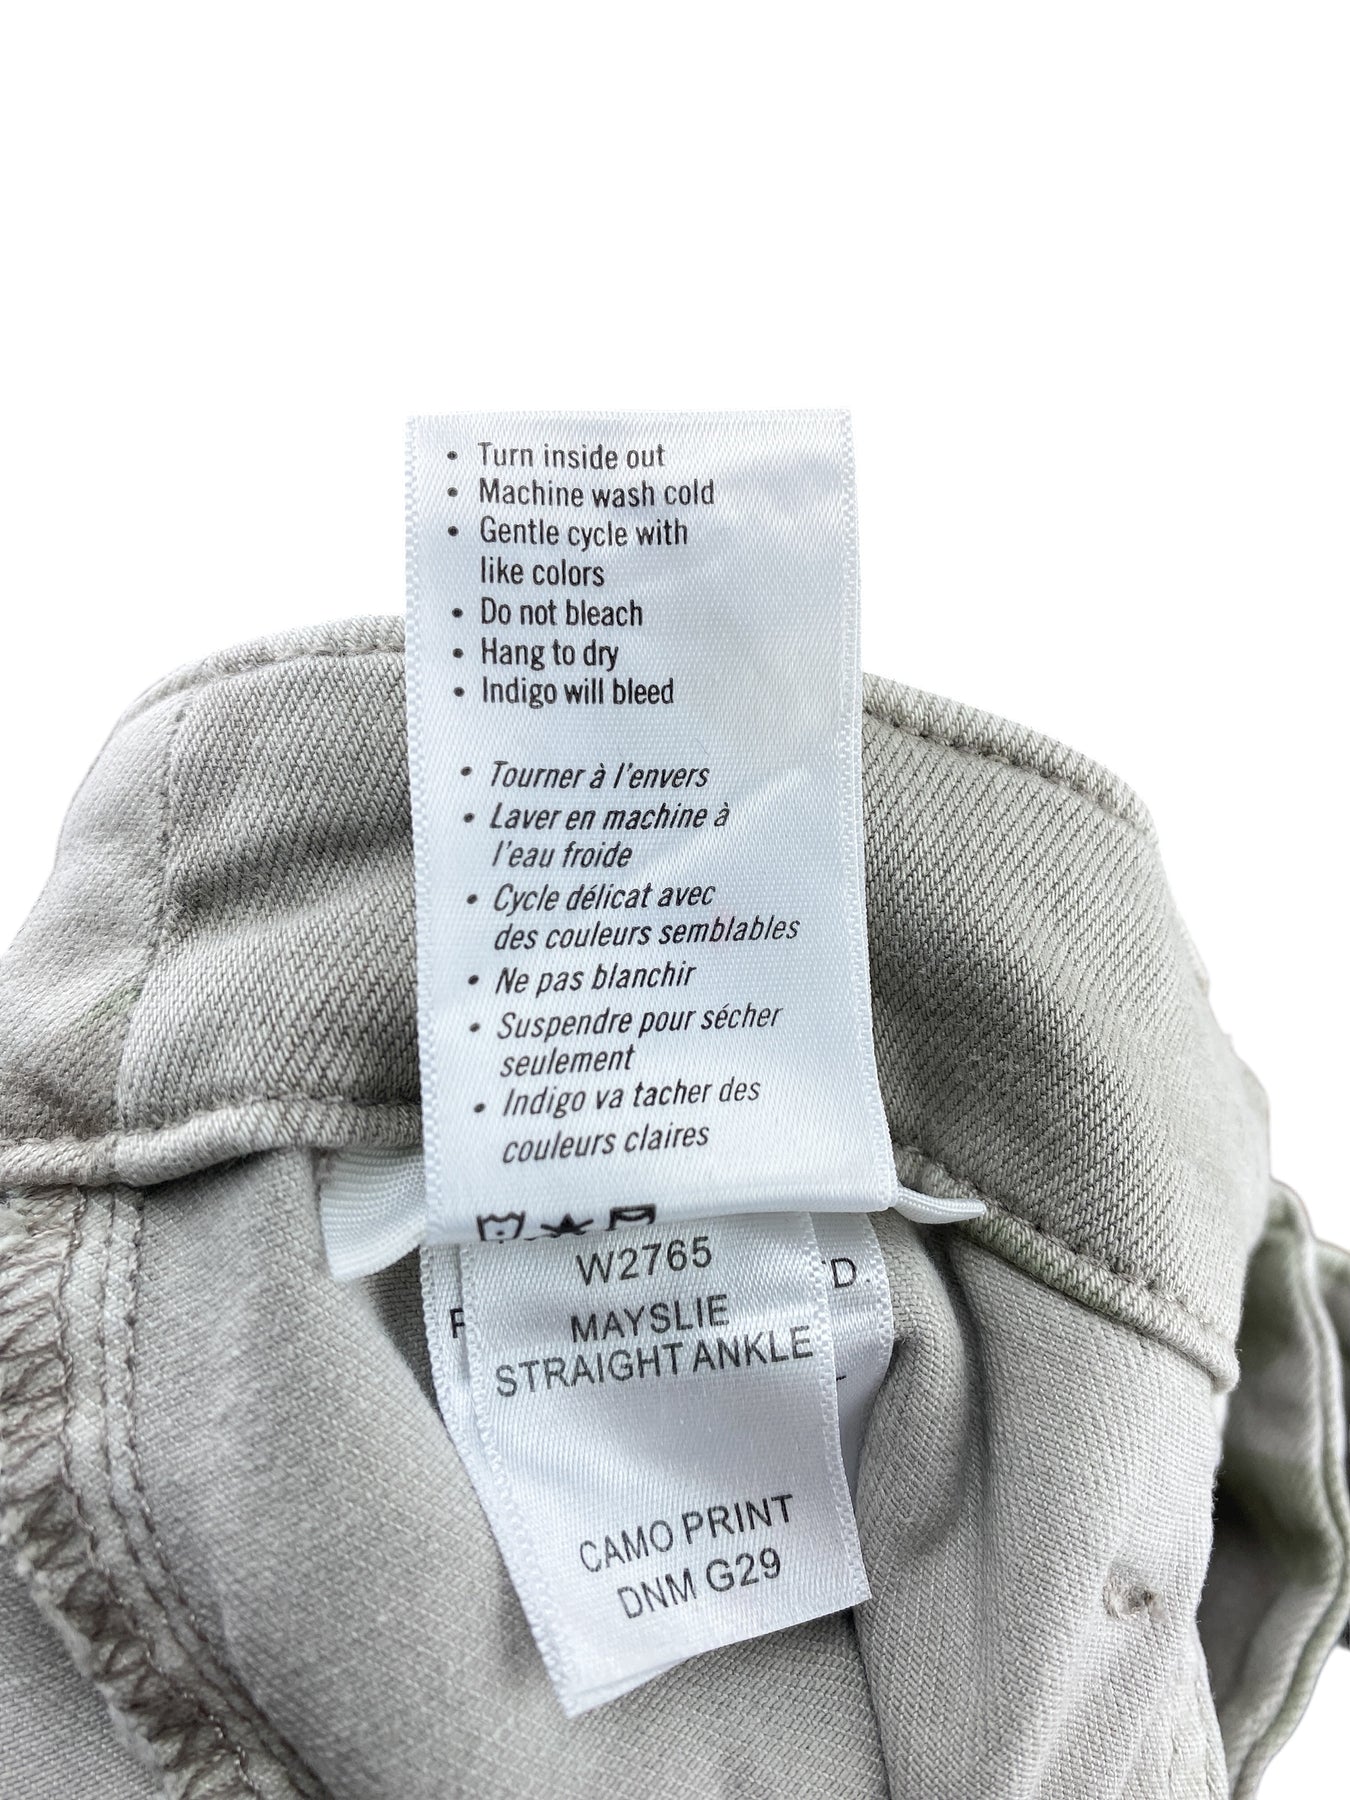 • Turn inside out
• Machine wash cold
• Gentle cycle with
like colors
• Do not bleach
• Hang to dry
• Indigo will bleed
• Tourner à l'envers
• Laver en machine à
l'eau froide
• Cycle délicat avec
des couleurs semblables
• Ne pas blanchir
• Suspendre pour sécher
seulement
• Indigo va tacher des
couleurs claires
W2765
MAYSLIE
STRAIGHT ANKLE
CAMO PRINT
DNM G29